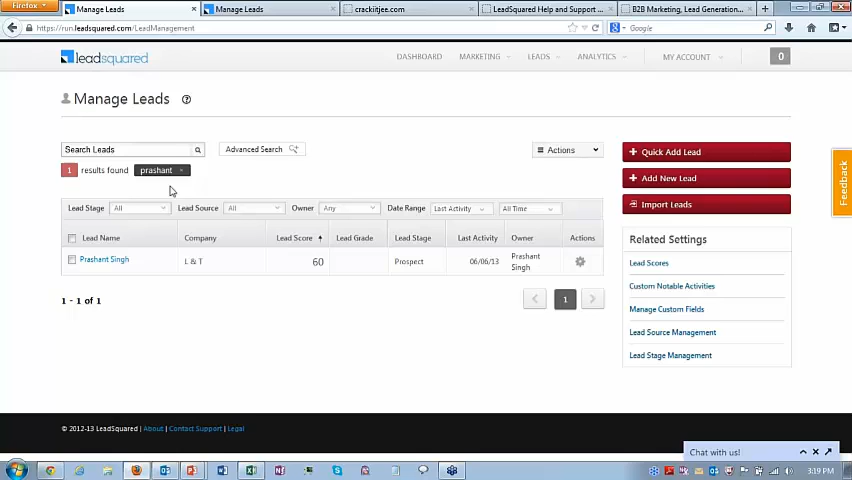 Firefox
Manage Leads
Manage Leads
crackiitjee.com
LeadSquared Help and Support ...
B2B Marketing, Lead Generation...
https://run.leadsquared.com/LeadManagement
Google
leadsquared
DASHBOARD
MARKETING
LEADS
ANALYTICS
MY ACCOUNT
0
Manage Leads ?
Search Leads
Advanced Search
Actions
1 results found prashant ×
Lead Stage All
Lead Source All
Owner Any
Date Range Last Activity All Time
Lead Name Company Lead Score Lead Grade Lead Stage Last Activity Owner Actions
Prashant Singh L & T 60 Prospect 06/06/13 Prashant Singh
1 - 1 of 1
1
+ Quick Add Lead
+ Add New Lead
Import Leads
Related Settings
Lead Scores
Custom Notable Activities
Manage Custom Fields
Lead Source Management
Lead Stage Management
Feedback
© 2012-13 LeadSquared | About | Contact Support | Legal
Chat with us!
3:19 PM